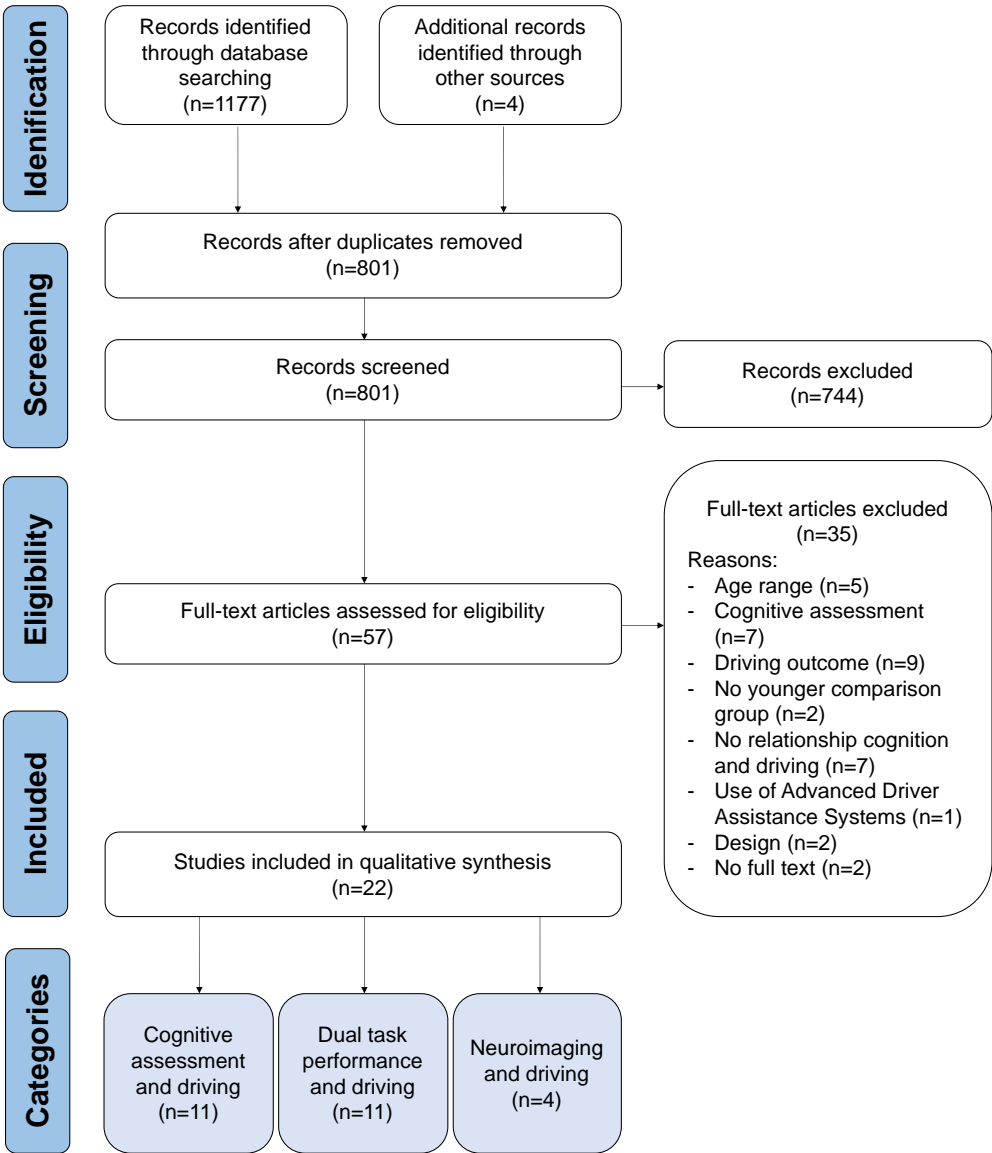 Idenification
Records identified
through database
searching
(n=1177)
Additional records
identified through
other sources
(n=4)
Records after duplicates removed
(n=801)
Screening
Records screened
(n=801)
Records excluded
(n=744)
Eligibility
Full-text articles assessed for eligibility
(n=57)
Full-text articles excluded
(n=35)
Reasons:
- Age range (n=5)
- Cognitive assessment
(n=7)
- Driving outcome (n=9)
- No younger comparison
group (n=2)
- No relationship cognition
and driving (n=7)
- Use of Advanced Driver
Assistance Systems (n=1)
- Design (n=2)
- No full text (n=2)
Included
Studies included in qualitative synthesis
(n=22)
Categories
Cognitive
assessment
and driving
(n=11)
Dual task
performance
and driving
(n=11)
Neuroimaging
and driving
(n=4)